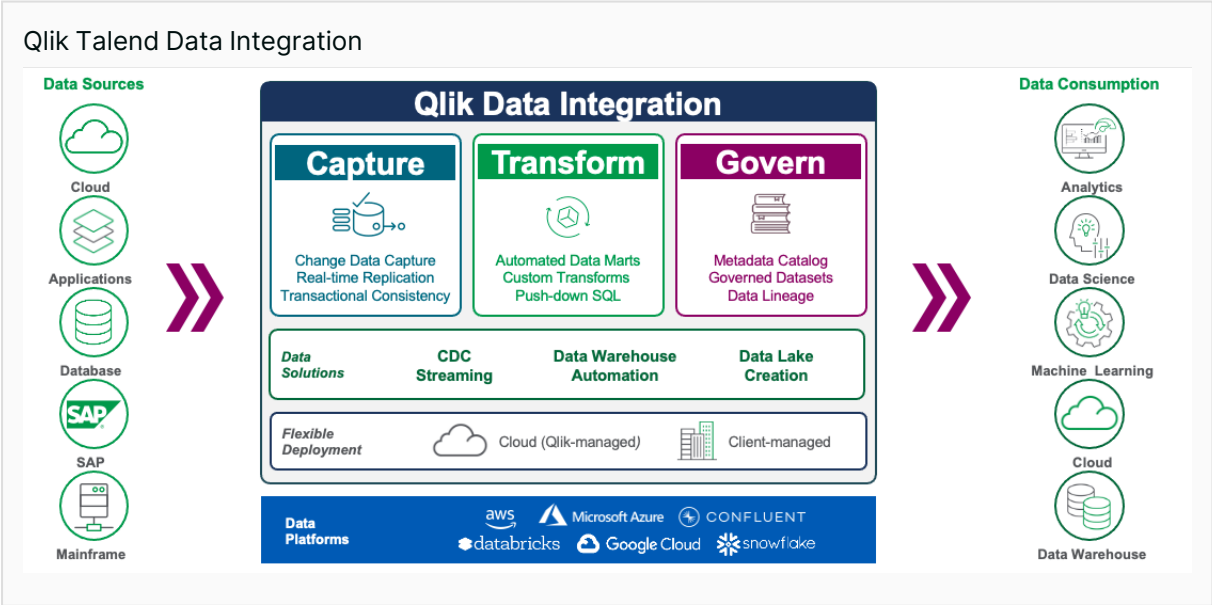 Qlik Talend Data Integration
Data Sources
Cloud
Applications
Database
SAP
SAP
Mainframe
Qlik Data Integration
Capture
Change Data Capture
Real-time Replication
Transactional Consistency
Transform
Automated Data Marts
Custom Transforms
Push-down SQL
Govern
Metadata Catalog
Governed Datasets
Data Lineage
Data
Solutions
CDC
Streaming
Data Warehouse
Automation
Data Lake
Creation
Flexible
Deployment
Cloud (Qlik-managed)
Client-managed
Data
Platforms
aws
Microsoft Azure
CONFLUENT
databricks
Google Cloud
snowflake
Data Consumption
Analytics
Data Science
Machine Learning
Cloud
Data Warehouse